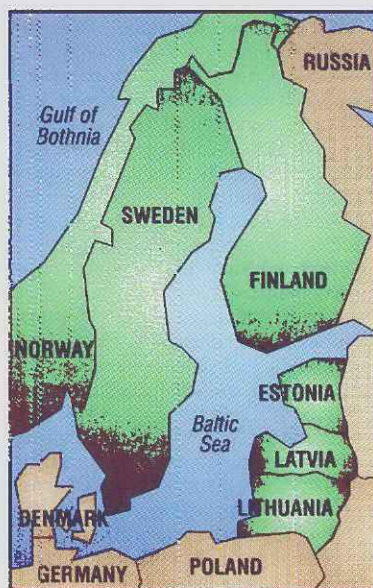 RUSSIA
Gulf of
Bothnia
SWEDEN
FINLAND
NORWAY
ESTONIA
Baltic
Sea
LATVIA
LITHUANIA
DENMARK
GERMANY
POLAND